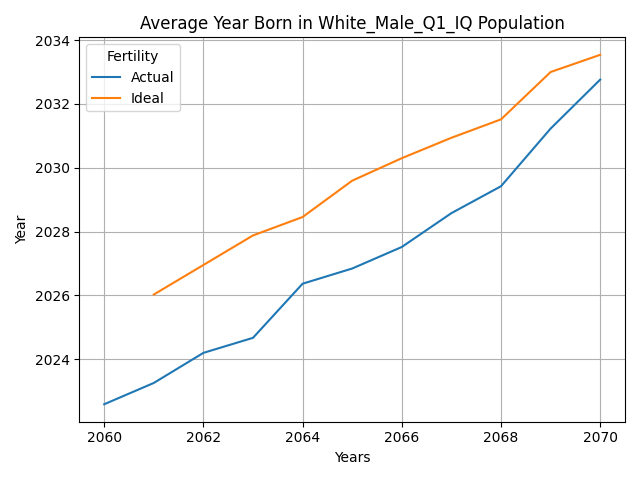 Average Year Born in White_Male_Q1_IQ Population
2034
2032
2030
2028
2026
2024
Year
Fertility
Actual
Ideal
2060 2062 2064 2066 2068 2070
Years